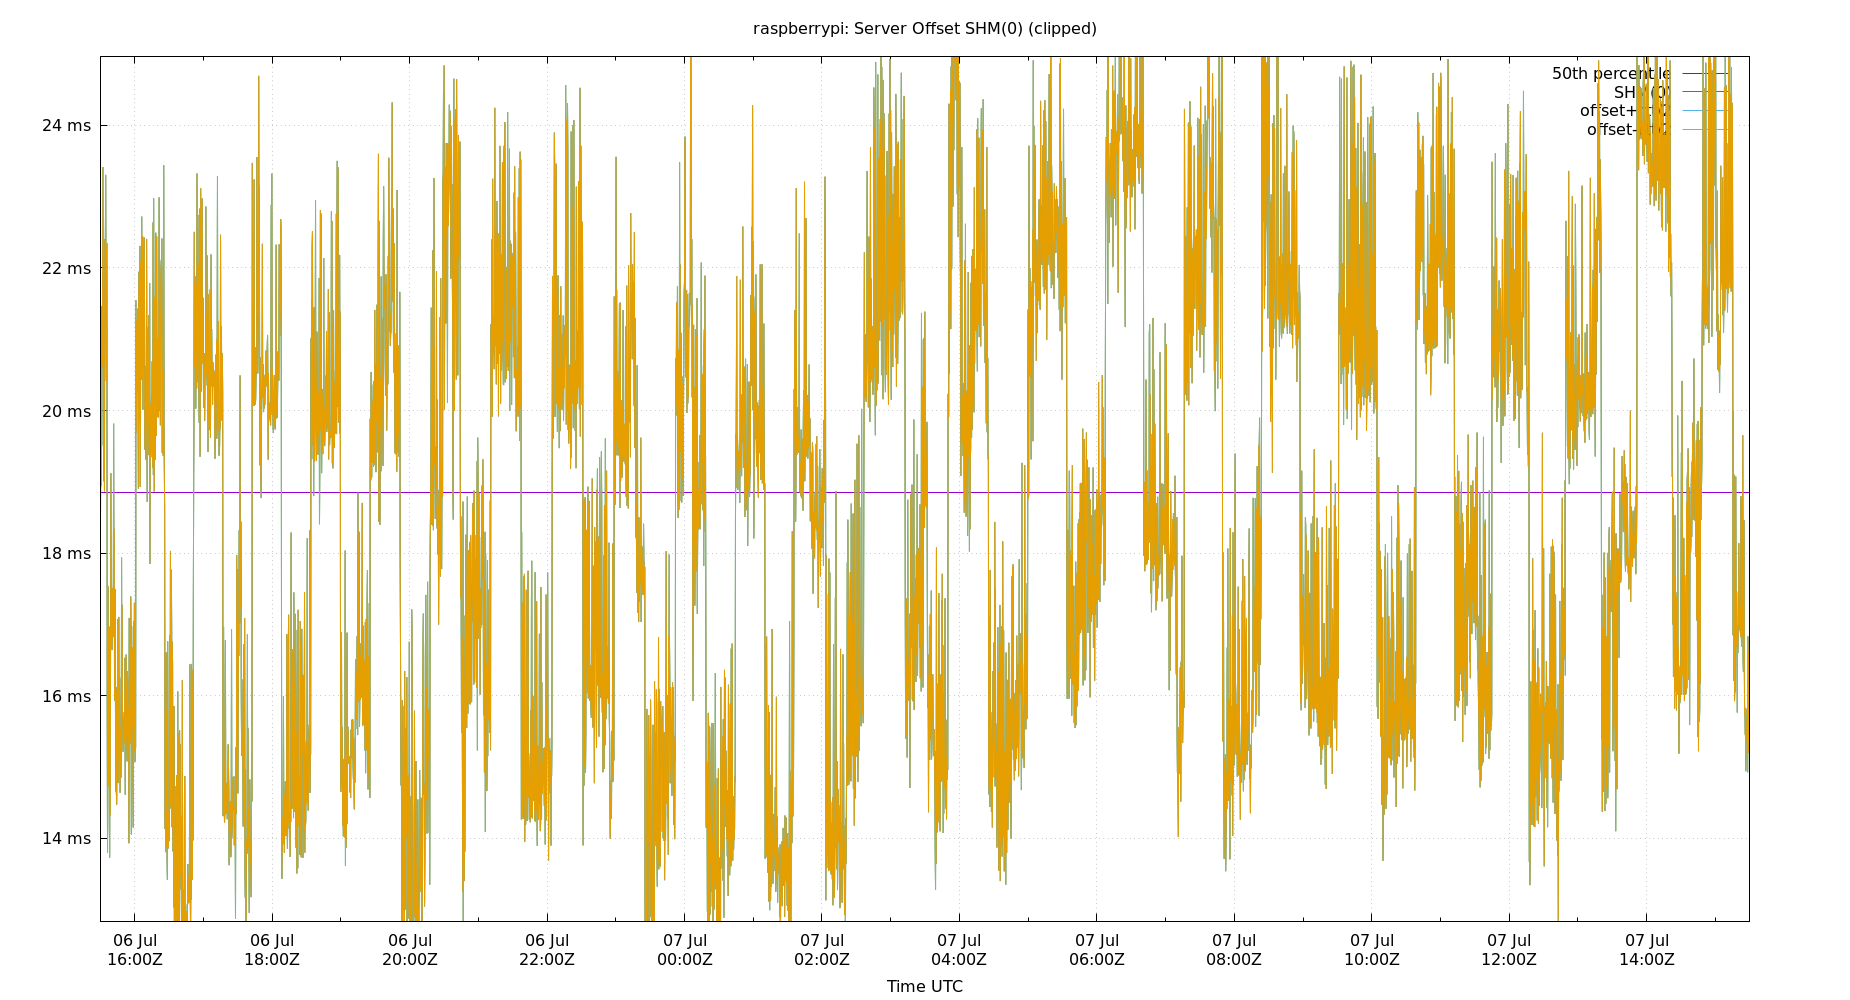 raspberrypi: Server Offset SHM(0) (clipped)
50th percentile
SHM(0)
24 ms
22 ms
20 ms
18 ms
16 ms
14 ms
06 Jul 06 Jul 06 Jul 06 Jul 07 Jul 07 Jul 07 Jul 07 Jul 07 Jul 07 Jul 07 Jul 07 Jul
16:00Z 18:00Z 20:00Z 22:00Z 00:00Z 02:00Z 04:00Z 06:00Z 08:00Z 10:00Z 12:00Z 14:00Z
Time UTC